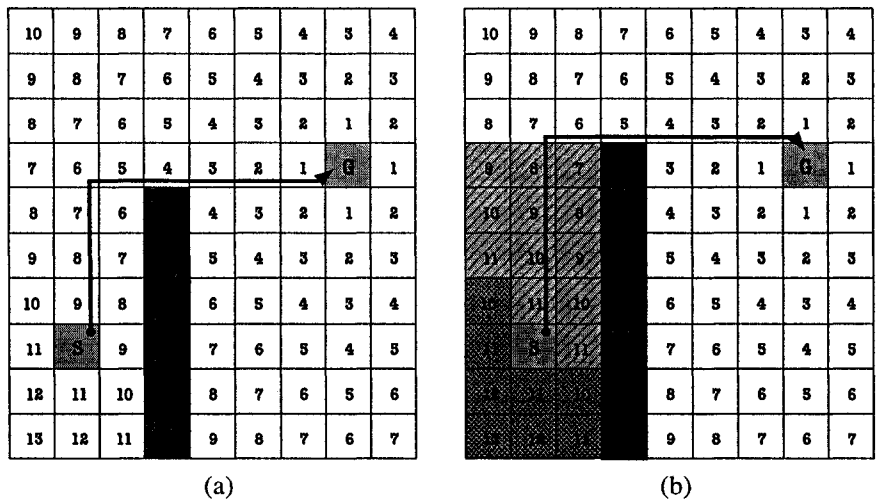 10 9 8 7 6 5 4 3 4
9 8 7 6 5 4 3 2 3
8 7 6 5 4 3 2 1 2
7 6 5 4 3 2 1 G 1
8 7 6 4 3 2 1 2
9 8 7 5 4 3 2 3
10 9 8 6 5 4 3 4
11 S 9 7 6 5 4 5
12 11 10 8 7 6 5 6
13 12 11 9 8 7 6 7
(a)
10 9 8 7 6 5 4 3 4
9 8 7 6 5 4 3 2 3
8 7 6 5 4 3 2 1 2
9 8 7 3 2 1 G 1
10 9 8 4 3 2 1 2
11 10 9 5 4 3 2 3
11 10 6 5 4 3 4
S 11 7 6 5 4 5
8 7 6 5 6
9 8 7 6 7
(b)